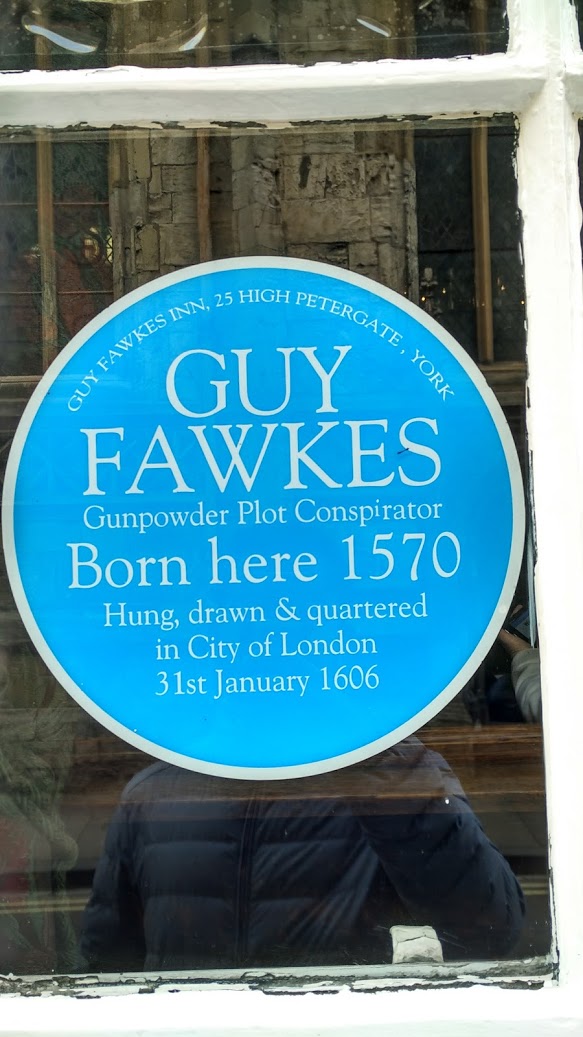 GUY FAWKES INN, 25 HIGH PETERGATE, YORK
GUY
FAWKES
Gunpowder Plot Conspirator
Born here 1570
Hung, drawn & quartered
in City of London
31st January 1606